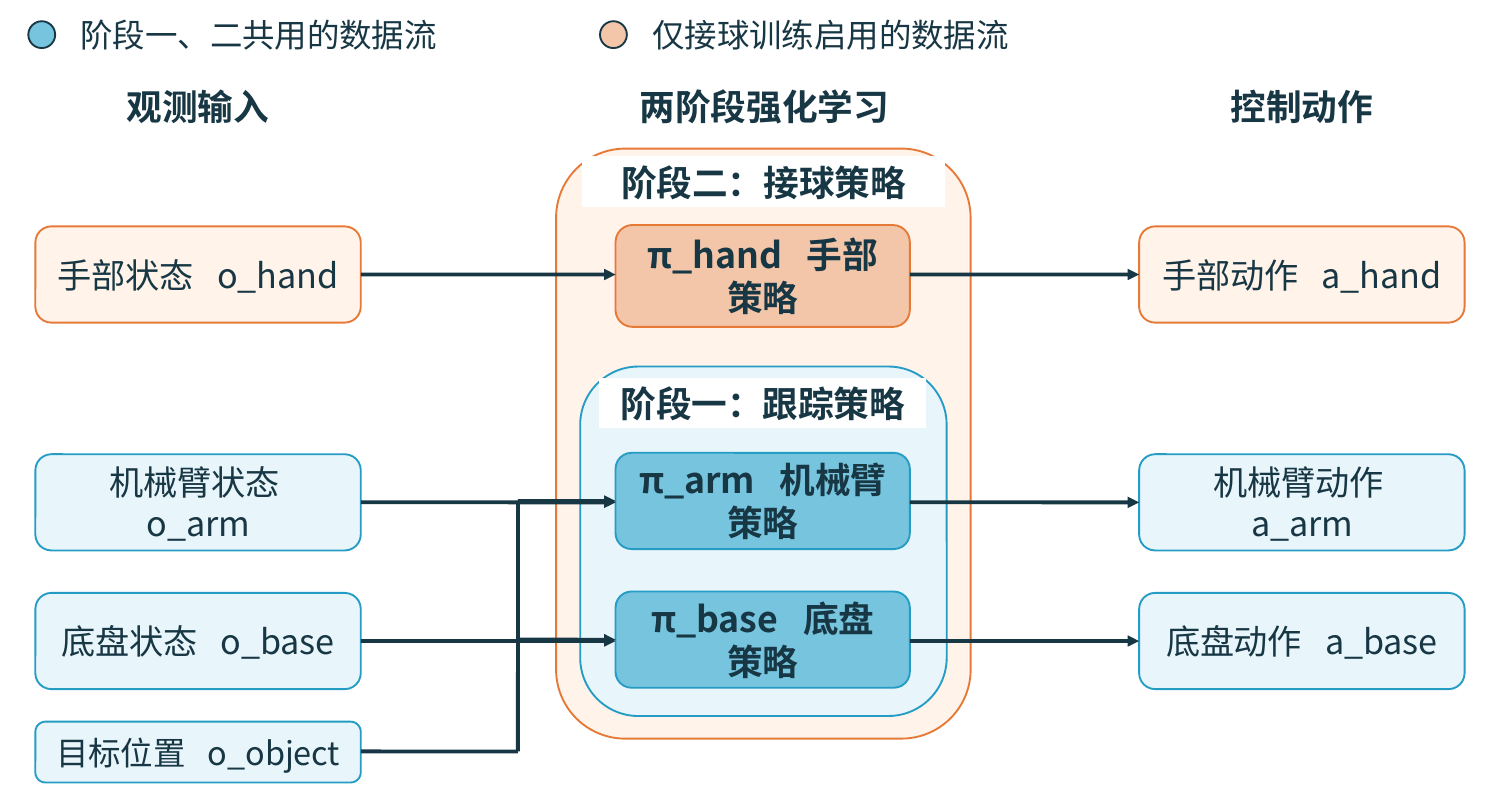 阶段一、二共用的数据流
仅接球训练启用的数据流
观测输入
两阶段强化学习
控制动作
阶段二：接球策略
手部状态 o_hand
π_hand 手部
策略
手部动作 a_hand
阶段一：跟踪策略
机械臂状态
o_arm
π_arm 机械臂
策略
机械臂动作
a_arm
底盘状态 o_base
π_base 底盘
策略
底盘动作 a_base
目标位置 o_object